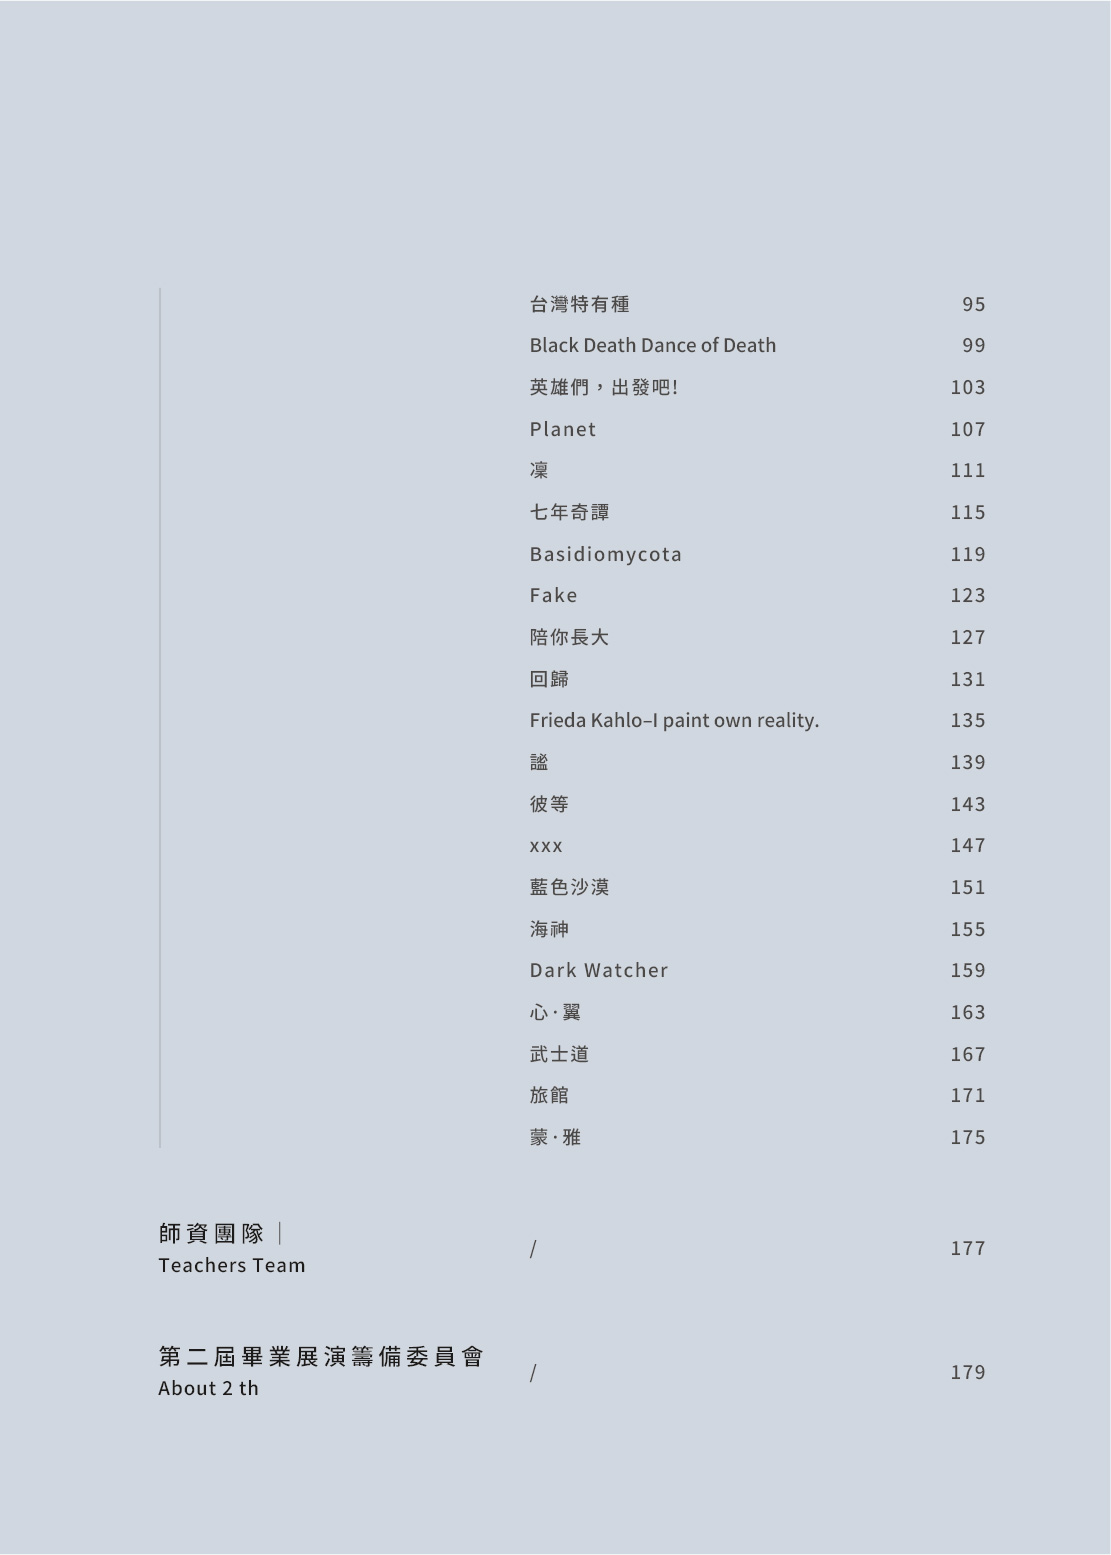 台灣特有種 95
Black Death Dance of Death 99
英雄們，出發吧! 103
Planet 107
凜 111
七年奇譚 115
Basidiomycota 119
Fake 123
陪你長大 127
回歸 131
Frieda Kahlo–I paint own reality. 135
謐 139
彼等 143
xxx 147
藍色沙漠 151
海神 155
Dark Watcher 159
心·翼 163
武士道 167
旅館 171
蒙·雅 175
師資團隊｜
Teachers Team / 177
第二屆畢業展演籌備委員會
About 2 th / 179